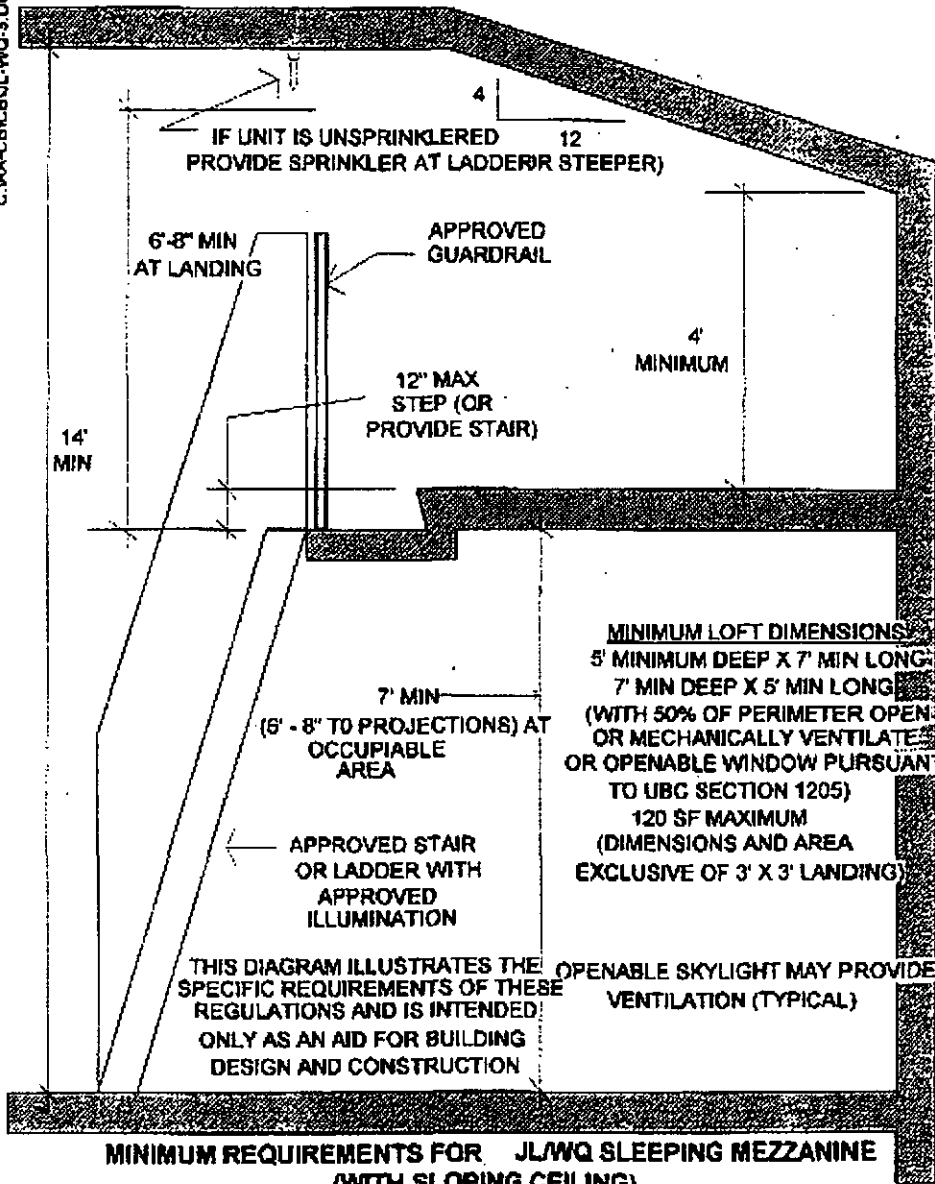 4
12
IF UNIT IS UNSPRINKLERED
PROVIDE SPRINKLER AT LADDER/R STEEPER)
6'-8" MIN
AT LANDING
APPROVED
GUARDRAIL
4'
MINIMUM
12" MAX
STEP (OR
PROVIDE STAIR)
14'
MIN
MINIMUM LOFT DIMENSIONS
5' MINIMUM DEEP X 7' MIN LONG
7' MIN DEEP X 5' MIN LONG
(WITH 50% OF PERIMETER OPEN
OR MECHANICALLY VENTILATE
OR OPENABLE WINDOW PURSUANT
TO UBC SECTION 1205)
120 SF MAXIMUM
(DIMENSIONS AND AREA
EXCLUSIVE OF 3' X 3' LANDING)
7' MIN
(6' - 8" TO PROJECTIONS) AT
OCCUPIABLE
AREA
APPROVED STAIR
OR LADDER WITH
APPROVED
ILLUMINATION
THIS DIAGRAM ILLUSTRATES THE
SPECIFIC REQUIREMENTS OF THESE
REGULATIONS AND IS INTENDED
ONLY AS AN AID FOR BUILDING
DESIGN AND CONSTRUCTION
OPENABLE SKYLIGHT MAY PROVIDE
VENTILATION (TYPICAL)
MINIMUM REQUIREMENTS FOR JL/WQ SLEEPING MEZZANINE
(WITH SLOPING CEILING)